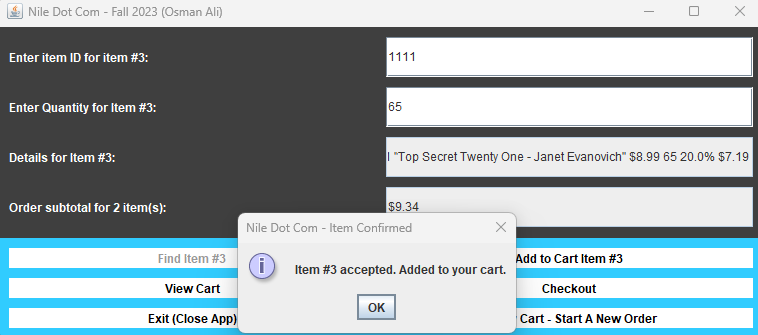 Nile Dot Com - Fall 2023 (Osman Ali)
Enter item ID for item #3: 1111
Enter Quantity for Item #3: 65
Details for Item #3: "Top Secret Twenty One - Janet Evanovich" $8.99 65 20.0% $7.19
Order subtotal for 2 item(s): $9.34
Nile Dot Com - Item Confirmed
Item #3 accepted. Added to your cart.
OK
Find Item #3 Add to Cart Item #3
View Cart Checkout
Exit (Close App) Cart - Start A New Order